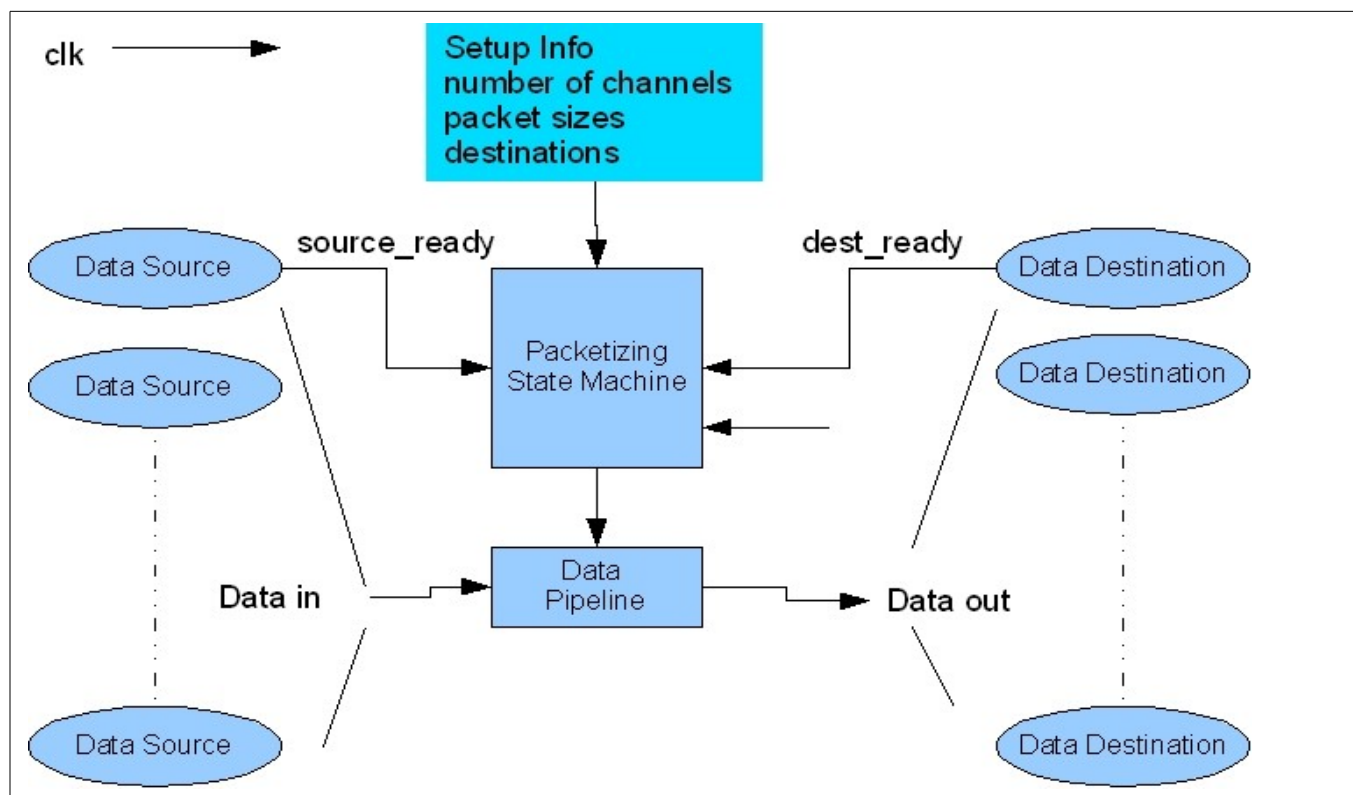 clk
Setup Info
number of channels
packet sizes
destinations
source_ready
dest_ready
Data Source
Data Destination
Packetizing
State Machine
Data Source
Data Destination
Data in
Data
Pipeline
Data out
Data Source
Data Destination